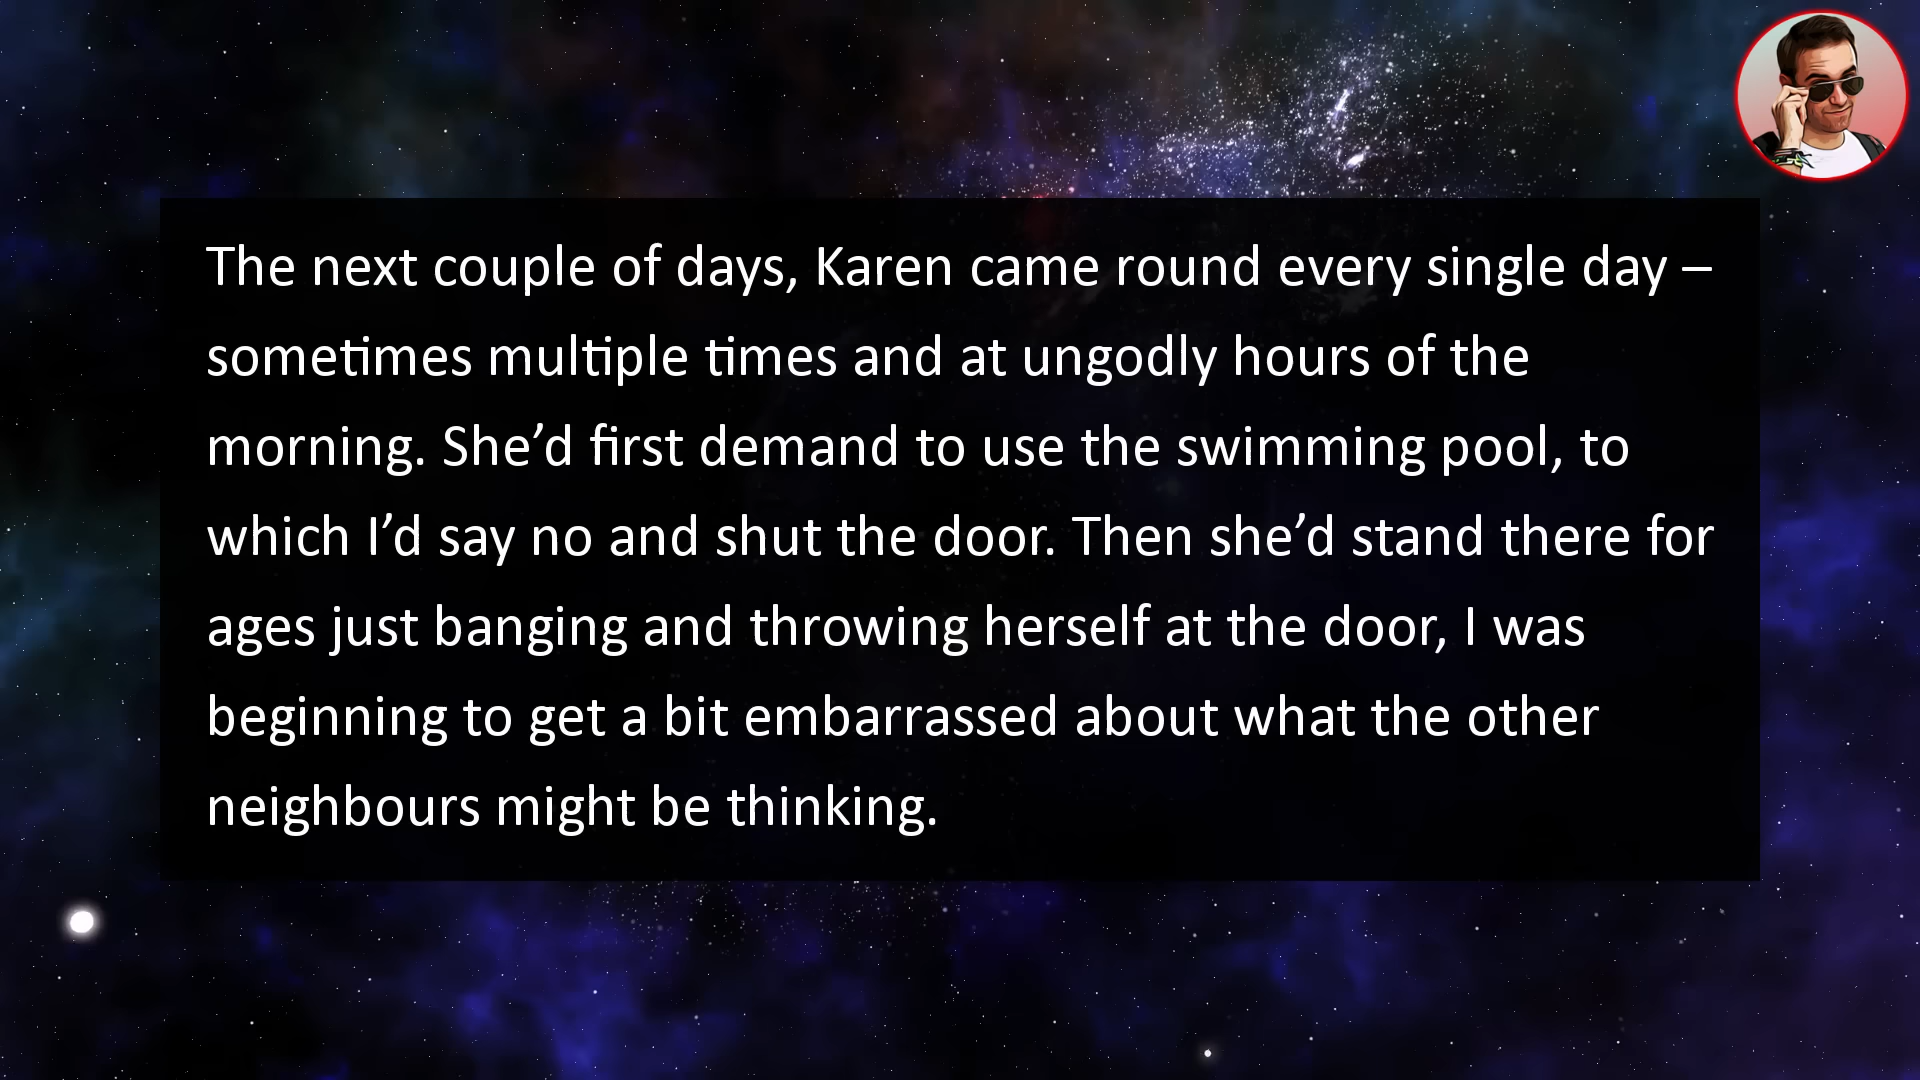 The next couple of days, Karen came round every single day –
sometimes multiple times and at ungodly hours of the
morning. She’d first demand to use the swimming pool, to
which I’d say no and shut the door. Then she’d stand there for
ages just banging and throwing herself at the door, I was
beginning to get a bit embarrassed about what the other
neighbours might be thinking.